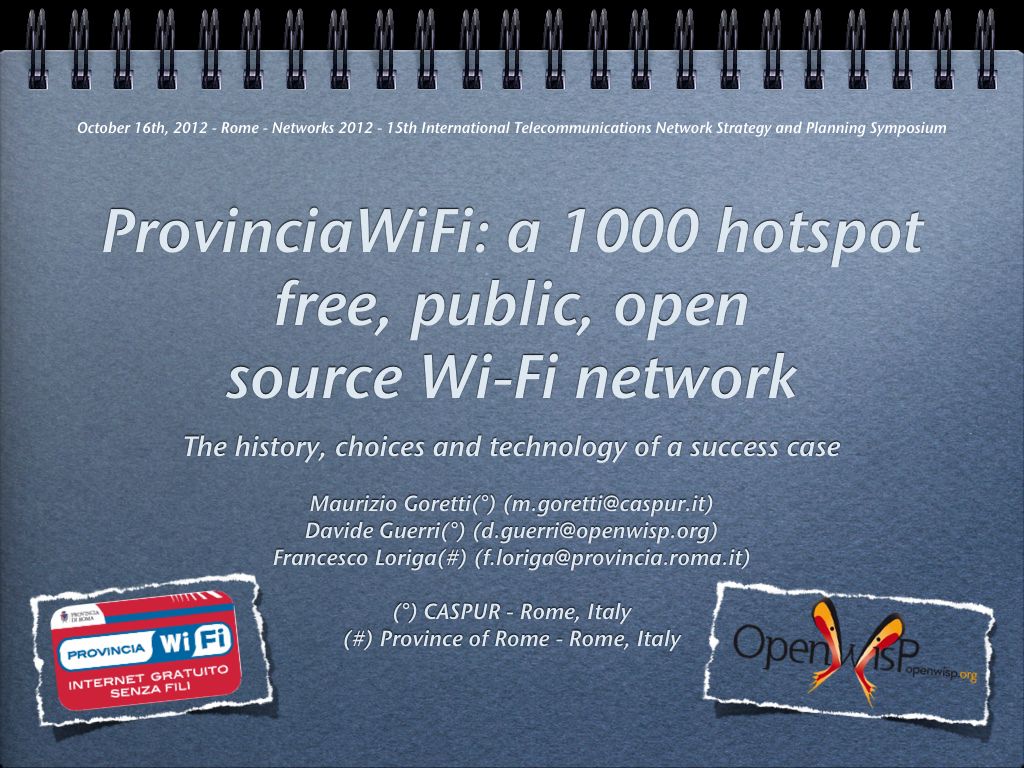 October 16th, 2012 - Rome - Networks 2012 - 15th International Telecommunications Network Strategy and Planning Symposium
ProvinciaWiFi: a 1000 hotspot
free, public, open
source Wi-Fi network
The history, choices and technology of a success case
Maurizio Goretti(°) (m.goretti@caspur.it)
Davide Guerri(°) (d.guerri@openwisp.org)
Francesco Loriga(#) (f.loriga@provincia.roma.it)
(°) CASPUR - Rome, Italy
(#) Province of Rome - Rome, Italy
PROVINCIA
DI ROMA
PROVINCIA WiFi
INTERNET GRATUITO
SENZA FILI
OpenWisP
openwisp.org